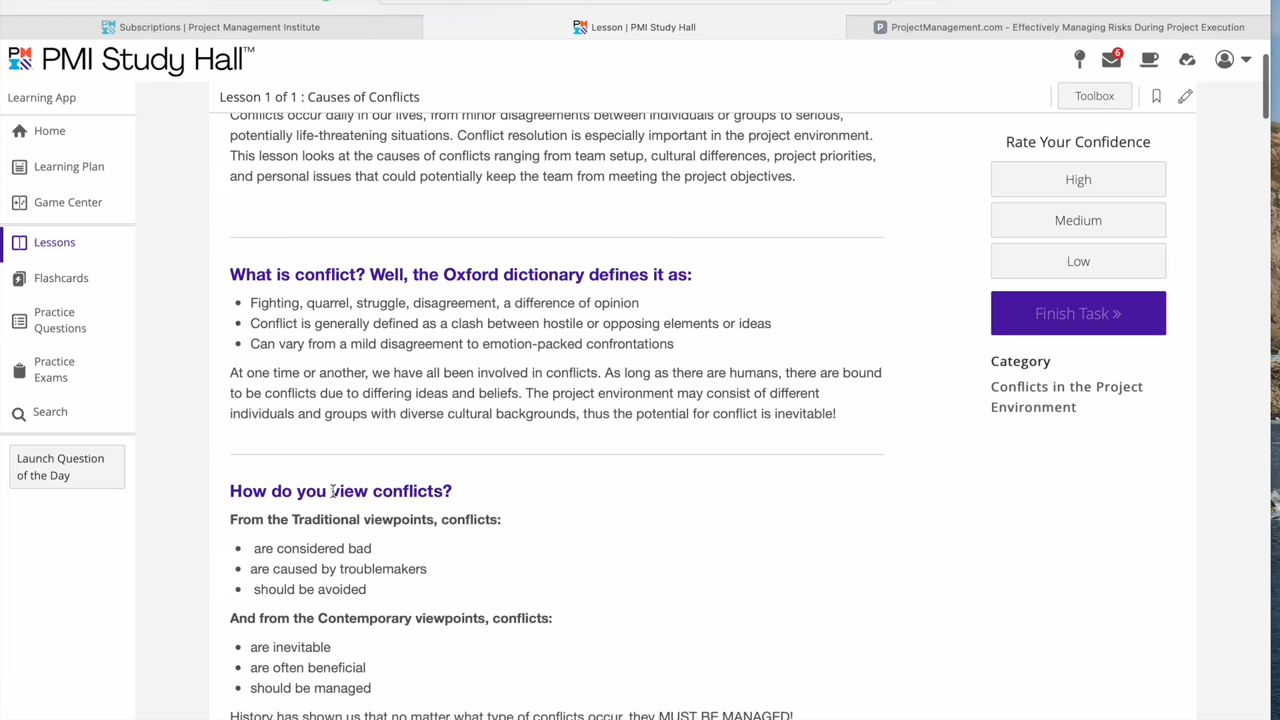 Subscriptions | Project Management Institute
Lesson | PMI Study Hall
ProjectManagement.com - Effectively Managing Risks During Project Execution
PMI Study Hall™
6
Learning App
Home
Learning Plan
Game Center
Lessons
Flashcards
Practice
Questions
Practice
Exams
Search
Launch Question
of the Day
Lesson 1 of 1 : Causes of Conflicts
Toolbox
Conflicts occur daily in our lives, from minor disagreements between individuals or groups to serious,
potentially life-threatening situations. Conflict resolution is especially important in the project environment.
This lesson looks at the causes of conflicts ranging from team setup, cultural differences, project priorities,
and personal issues that could potentially keep the team from meeting the project objectives.
What is conflict? Well, the Oxford dictionary defines it as:
• Fighting, quarrel, struggle, disagreement, a difference of opinion
• Conflict is generally defined as a clash between hostile or opposing elements or ideas
• Can vary from a mild disagreement to emotion-packed confrontations
At one time or another, we have all been involved in conflicts. As long as there are humans, there are bound
to be conflicts due to differing ideas and beliefs. The project environment may consist of different
individuals and groups with diverse cultural backgrounds, thus the potential for conflict is inevitable!
How do you view conflicts?
From the Traditional viewpoints, conflicts:
• are considered bad
• are caused by troublemakers
• should be avoided
And from the Contemporary viewpoints, conflicts:
• are inevitable
• are often beneficial
• should be managed
History has shown us that no matter what type of conflicts occur, they MUST BE MANAGED!
Rate Your Confidence
High
Medium
Low
Finish Task »
Category
Conflicts in the Project
Environment